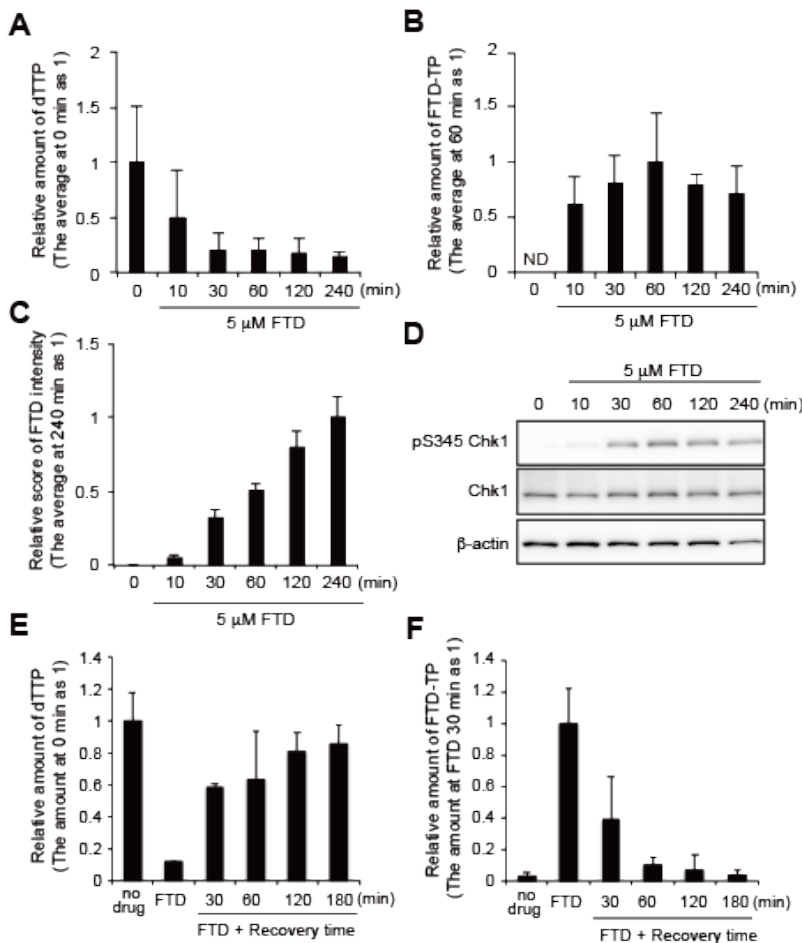 A
Relative amount of dTTP
(The average at 0 min as 1)
2
1.5
1
0.5
0
0 10 30 60 120 240 (min)
5 μM FTD
B
Relative amount of FTD-TP
(The average at 60 min as 1)
2
1.5
1
0.5
0
ND
0 10 30 60 120 240 (min)
5 μM FTD
C
Relative score of FTD intensity
(The average at 240 min as 1)
1
0.5
0
0 10 30 60 120 240 (min)
5 μM FTD
D
5 μM FTD
0 10 30 60 120 240 (min)
pS345 Chk1
Chk1
β-actin
E
Relative amount of dTTP
(The amount at 0 min as 1)
1.4
1.2
1
0.8
0.6
0.4
0.2
0
no drug FTD 30 60 120 180 (min)
FTD + Recovery time
F
Relative amount of FTD-TP
(The amount at FTD 30 min as 1)
1.4
1.2
1
0.8
0.6
0.4
0.2
0
no drug FTD 30 60 120 180 (min)
FTD + Recovery time